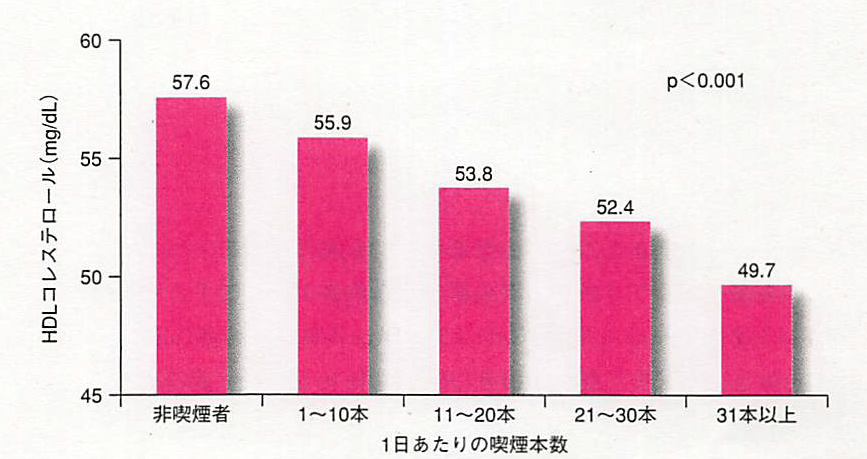 60
55
50
45
HDLコレステロール(mg/dL)
57.6
55.9
53.8
52.4
49.7
p＜0.001
非喫煙者
1〜10本
11〜20本
21〜30本
31本以上
1日あたりの喫煙本数